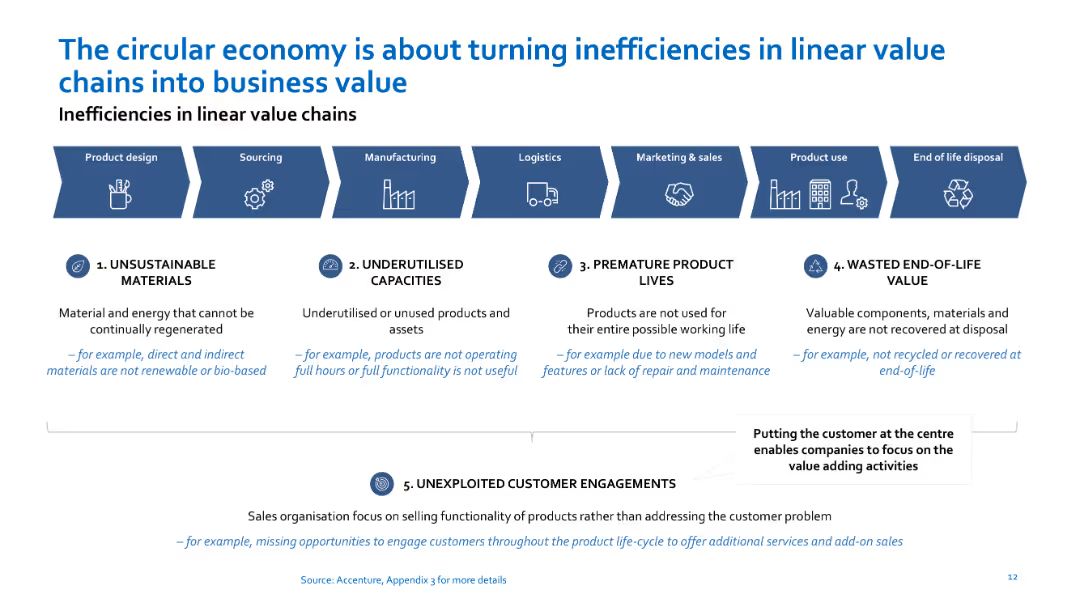 The circular economy is about turning inefficiencies in linear value
chains into business value
Inefficiencies in linear value chains
Product design
Sourcing
Manufacturing
Logistics
Marketing & sales
Product use
End of life disposal
1. UNSUSTAINABLE
MATERIALS
Material and energy that cannot be
continually regenerated
– for example, direct and indirect
materials are not renewable or bio-based
2. UNDERUTILISED
CAPACITIES
Underutilised or unused products and
assets
– for example, products are not operating
full hours or full functionality is not useful
3. PREMATURE PRODUCT
LIVES
Products are not used for
their entire possible working life
– for example due to new models and
features or lack of repair and maintenance
4. WASTED END-OF-LIFE
VALUE
Valuable components, materials and
energy are not recovered at disposal
– for example, not recycled or recovered at
end-of-life
Putting the customer at the centre
enables companies to focus on the
value adding activities
5. UNEXPLOITED CUSTOMER ENGAGEMENTS
Sales organisation focus on selling functionality of products rather than addressing the customer problem
– for example, missing opportunities to engage customers throughout the product life-cycle to offer additional services and add-on sales
Source: Accenture, Appendix 3 for more details
12